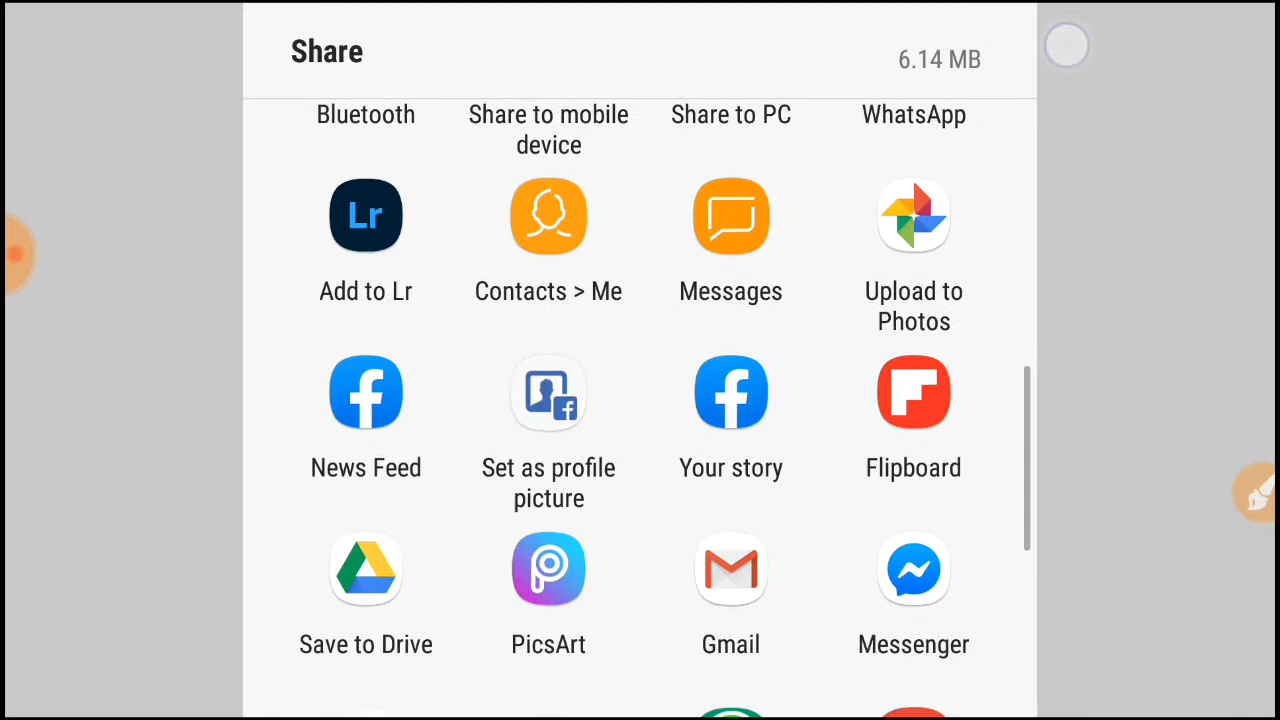 Share
6.14 MB
Bluetooth
Share to mobile
device
Share to PC
WhatsApp
Lr
Add to Lr
Contacts > Me
Messages
Upload to
Photos
News Feed
Set as profile
picture
Your story
Flipboard
Save to Drive
PicsArt
Gmail
Messenger